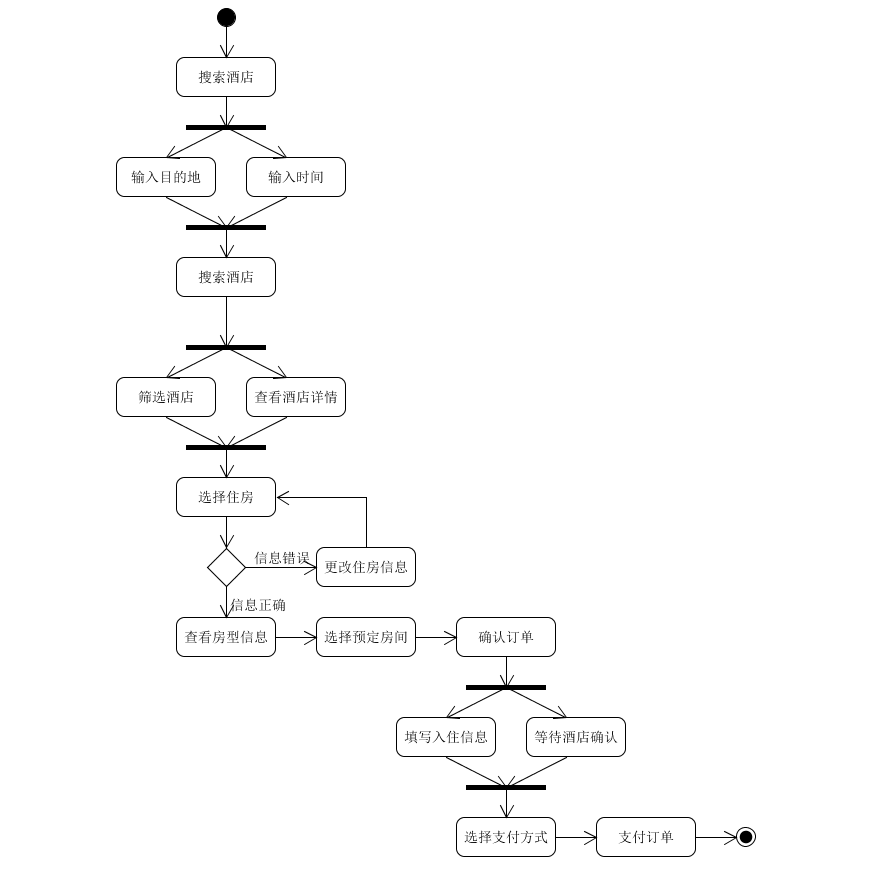 搜索酒店
输入目的地
输入时间
搜索酒店
筛选酒店
查看酒店详情
选择住房
信息错误
更改住房信息
信息正确
查看房型信息
选择预定房间
确认订单
填写入住信息
等待酒店确认
选择支付方式
支付订单